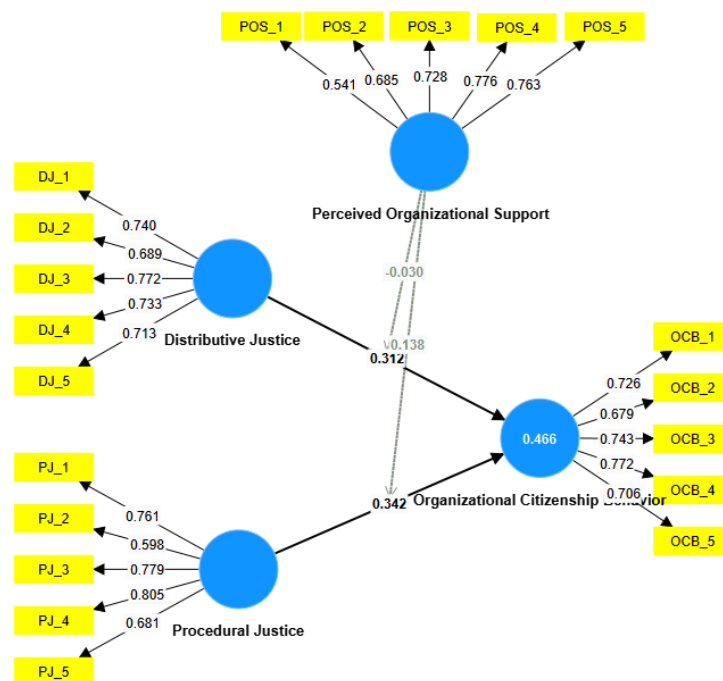 POS_1 POS_2 POS_3 POS_4 POS_5
0.541 0.685 0.728 0.776 0.763
Perceived Organizational Support
DJ_1
DJ_2
DJ_3
DJ_4
DJ_5
0.740
0.689
0.772
0.733
0.713
Distributive Justice
-0.030
0.138
0.312
OCB_1
OCB_2
OCB_3
OCB_4
OCB_5
0.726
0.679
0.743
0.772
0.706
0.466
Organizational Citizenship Behavior
0.342
PJ_1
PJ_2
PJ_3
PJ_4
PJ_5
0.761
0.598
0.779
0.805
0.681
Procedural Justice